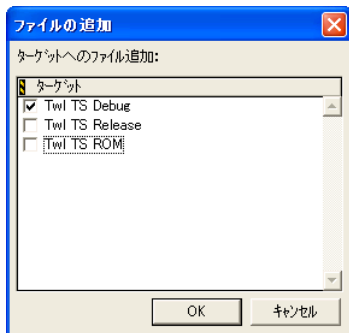 ファイルの追加
ターゲットへのファイル追加:
ターゲット
Twl TS Debug
Twl TS Release
Twl TS ROM
OK
キャンセル